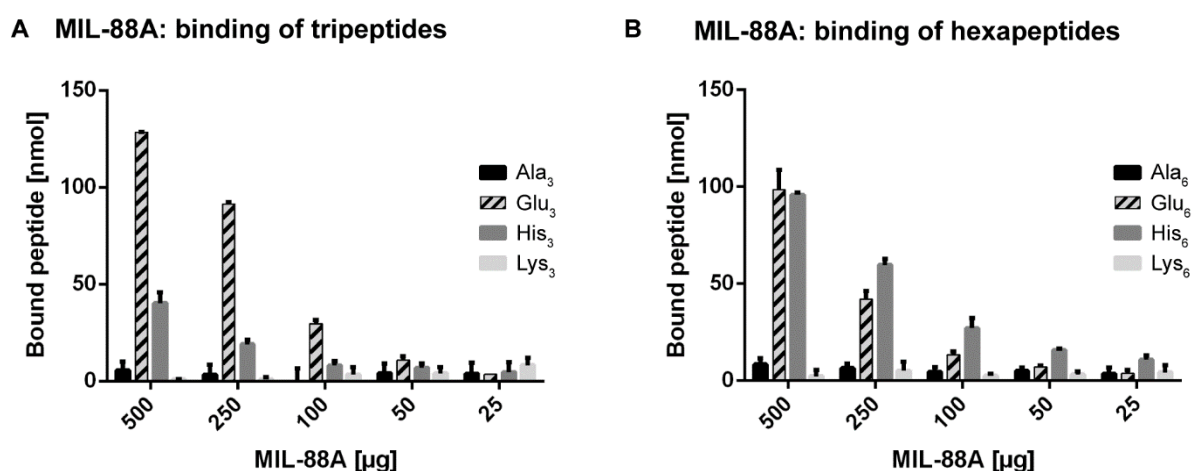 A MIL-88A: binding of tripeptides
150
100
50
0
Bound peptide [nmol]
Ala₃
Glu₃
His₃
Lys₃
500 250 100 50 25
MIL-88A [µg]
B MIL-88A: binding of hexapeptides
150
100
50
0
Bound peptide [nmol]
Ala₆
Glu₆
His₆
Lys₆
500 250 100 50 25
MIL-88A [µg]